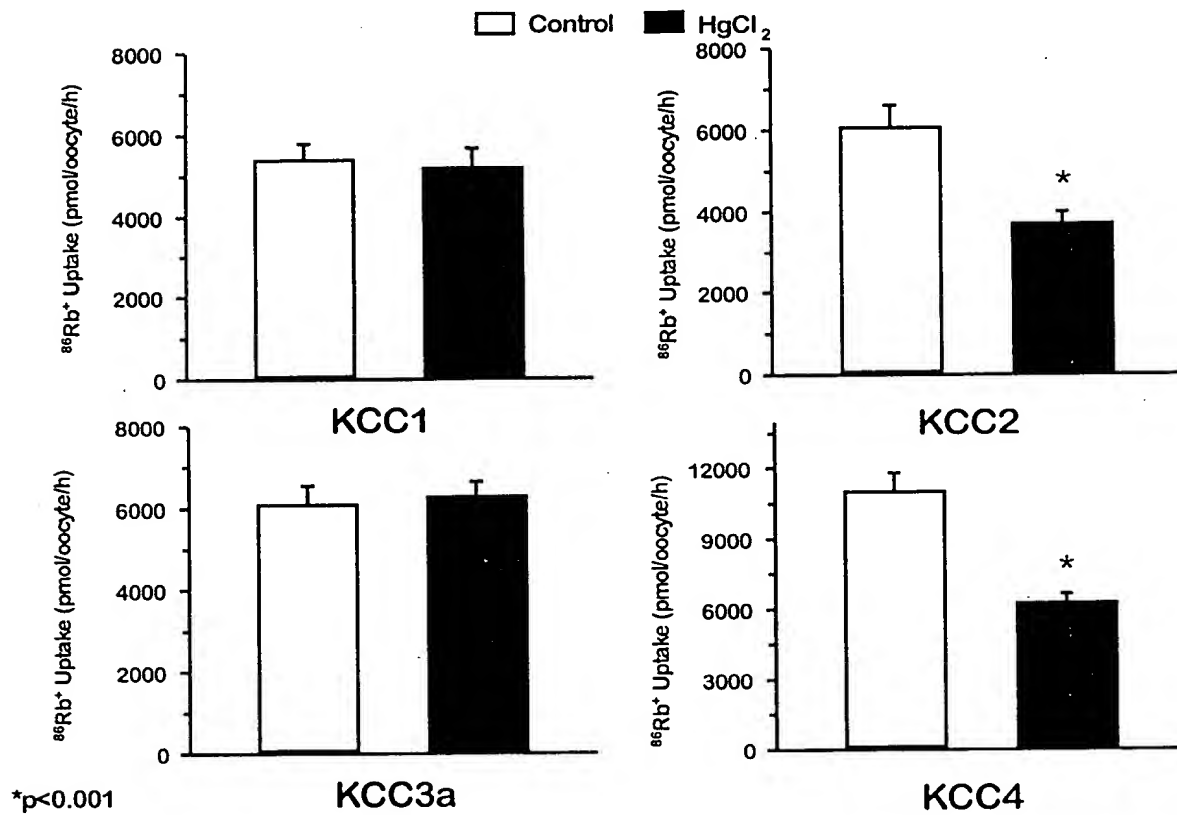 Control HgCl₂
8000
6000
4000
2000
0
⁸⁶Rb⁺ Uptake (pmol/oocyte/h)
KCC1
8000
6000
4000
2000
0
⁸⁶Rb⁺ Uptake (pmol/oocyte/h)
*
KCC2
8000
6000
4000
2000
0
⁸⁶Rb⁺ Uptake (pmol/oocyte/h)
KCC3a
12000
9000
6000
3000
0
⁸⁶Rb⁺ Uptake (pmol/oocyte/h)
*
KCC4
*p<0.001